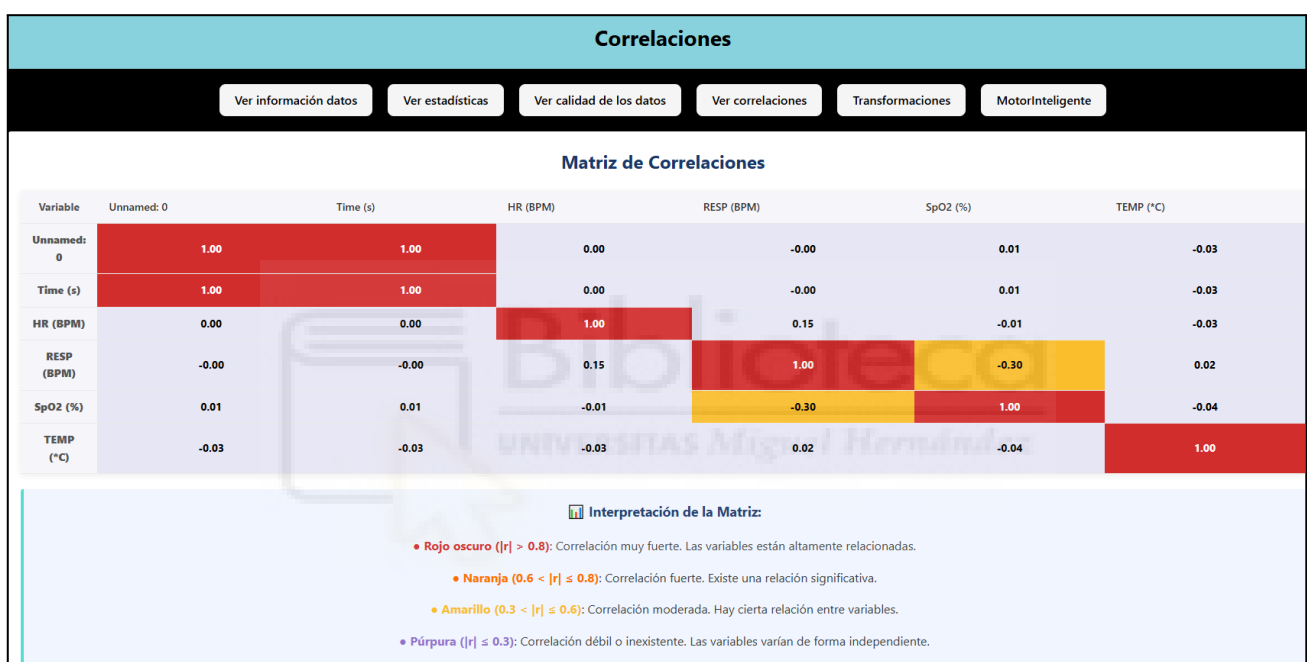 Correlaciones
Ver información datos Ver estadísticas Ver calidad de los datos Ver correlaciones Transformaciones MotorInteligente
Matriz de Correlaciones
Variable Unnamed: 0 Time (s) HR (BPM) RESP (BPM) SpO2 (%) TEMP (*C)
Unnamed: 0 1.00 1.00 0.00 -0.00 0.01 -0.03
Time (s) 1.00 1.00 0.00 -0.00 0.01 -0.03
HR (BPM) 0.00 0.00 1.00 0.15 -0.01 -0.03
RESP (BPM) -0.00 -0.00 0.15 1.00 -0.30 0.02
SpO2 (%) 0.01 0.01 -0.01 -0.30 1.00 -0.04
TEMP (*C) -0.03 -0.03 -0.03 0.02 -0.04 1.00
Biblioteca
UNIVERSITAS Miguel Hernández
Interpretación de la Matriz:
● Rojo oscuro (|r| > 0.8): Correlación muy fuerte. Las variables están altamente relacionadas.
● Naranja (0.6 < |r| ≤ 0.8): Correlación fuerte. Existe una relación significativa.
● Amarillo (0.3 < |r| ≤ 0.6): Correlación moderada. Hay cierta relación entre variables.
● Púrpura (|r| ≤ 0.3): Correlación débil o inexistente. Las variables varían de forma independiente.